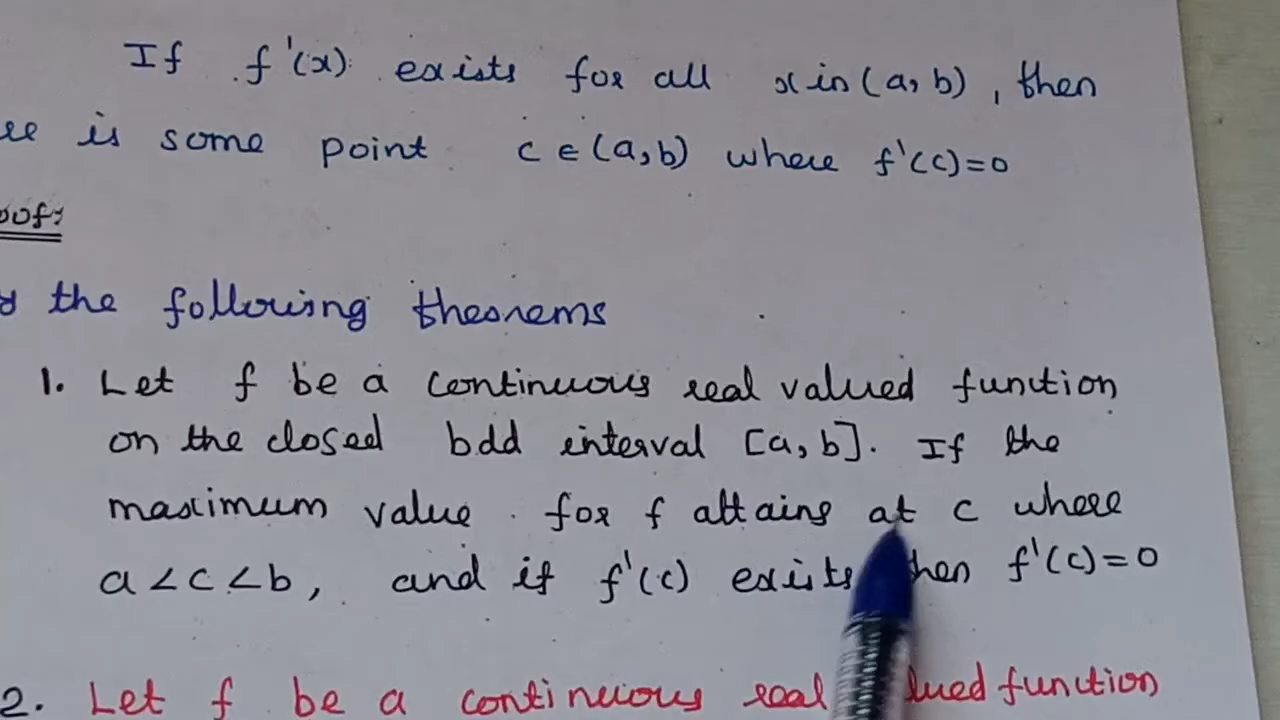 If f'(x) exists for all x in (a, b), then
is some point c ∈ (a, b) where f'(c)=0
the following theorems
1. Let f be a continuous real valued function
on the closed bdd interval [a, b]. If the
maximum value for f attains at c where
a < c < b, and if f'(c) exists then f'(c)=0
2. Let f be a continuous real valued function